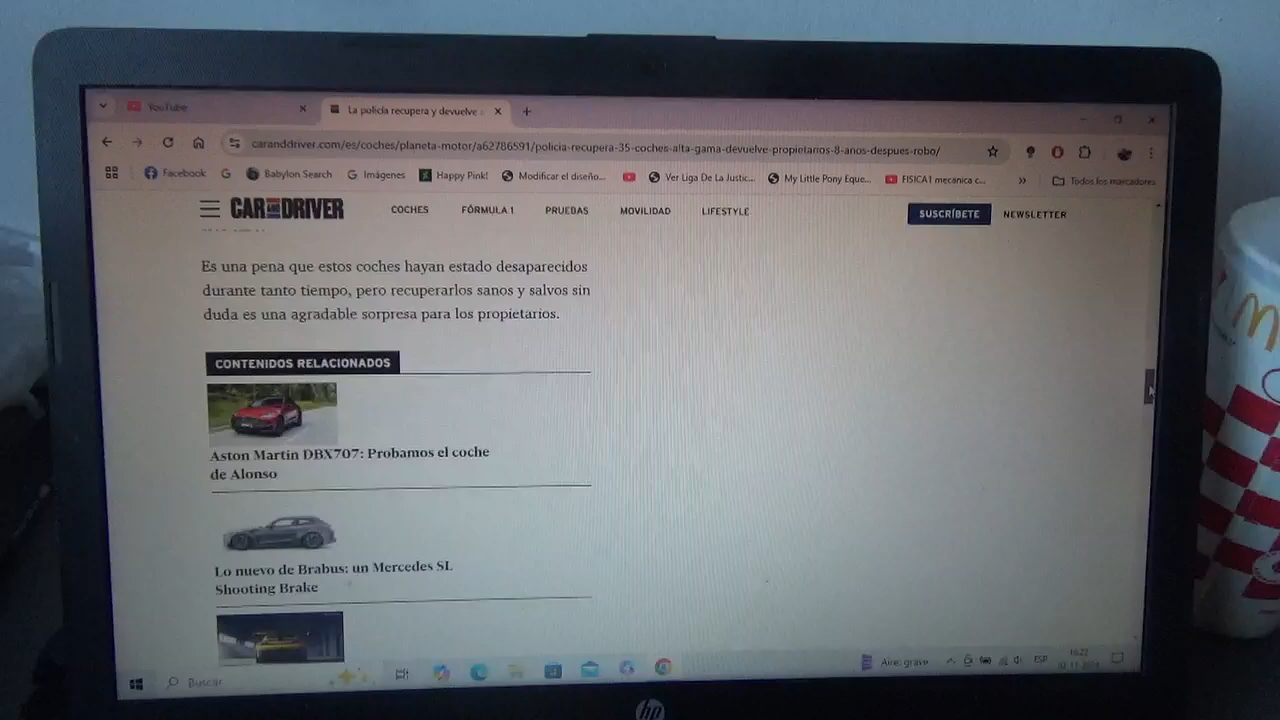 YouTube
La policía recupera y devuelve
caranddriver.com/es/coches/planeta-motor/a62786591/policia-recupera-35-coches-alta-gama-devuelve-propietarios-8-anos-despues-robo/
Facebook
Babylon Search
Imágenes
Happy Pink!
Modificar el diseño...
Ver Liga De La Justic...
My Little Pony Eque...
FISICA1 mecanica c...
Todos los marcadores
CAR AND DRIVER
COCHES
FÓRMULA 1
PRUEBAS
MOVILIDAD
LIFESTYLE
SUSCRÍBETE
NEWSLETTER
Es una pena que estos coches hayan estado desaparecidos
durante tanto tiempo, pero recuperarlos sanos y salvos sin
duda es una agradable sorpresa para los propietarios.
CONTENIDOS RELACIONADOS
Aston Martin DBX707: Probamos el coche
de Alonso
Lo nuevo de Brabus: un Mercedes SL
Shooting Brake
Buscar
Aire: grave
ESP
hp